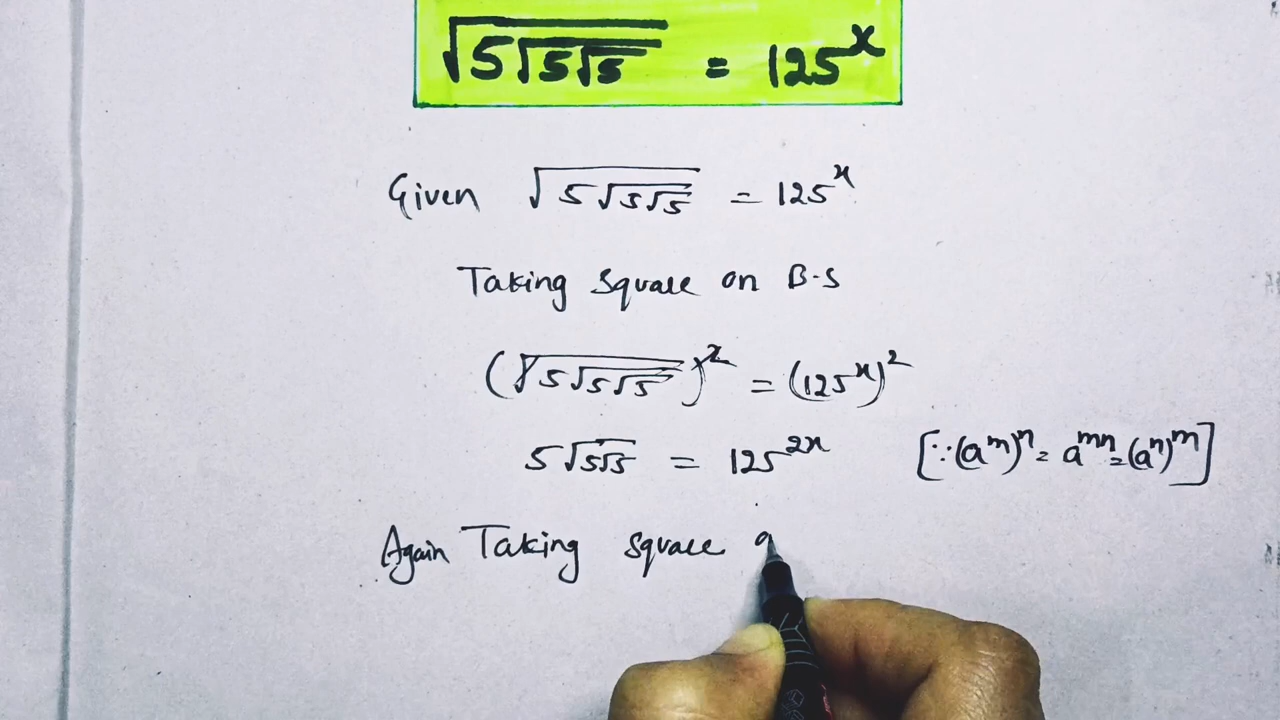 √(5√(5√5)) = 125^x
Given √(5√(5√5)) = 125^x
Taking square on B.S
(√(5√(5√5)))^2 = (125^x)^2
5√(5√5) = 125^2x [∵(a^m)^n = a^mn = (a^n)^m]
Again Taking square